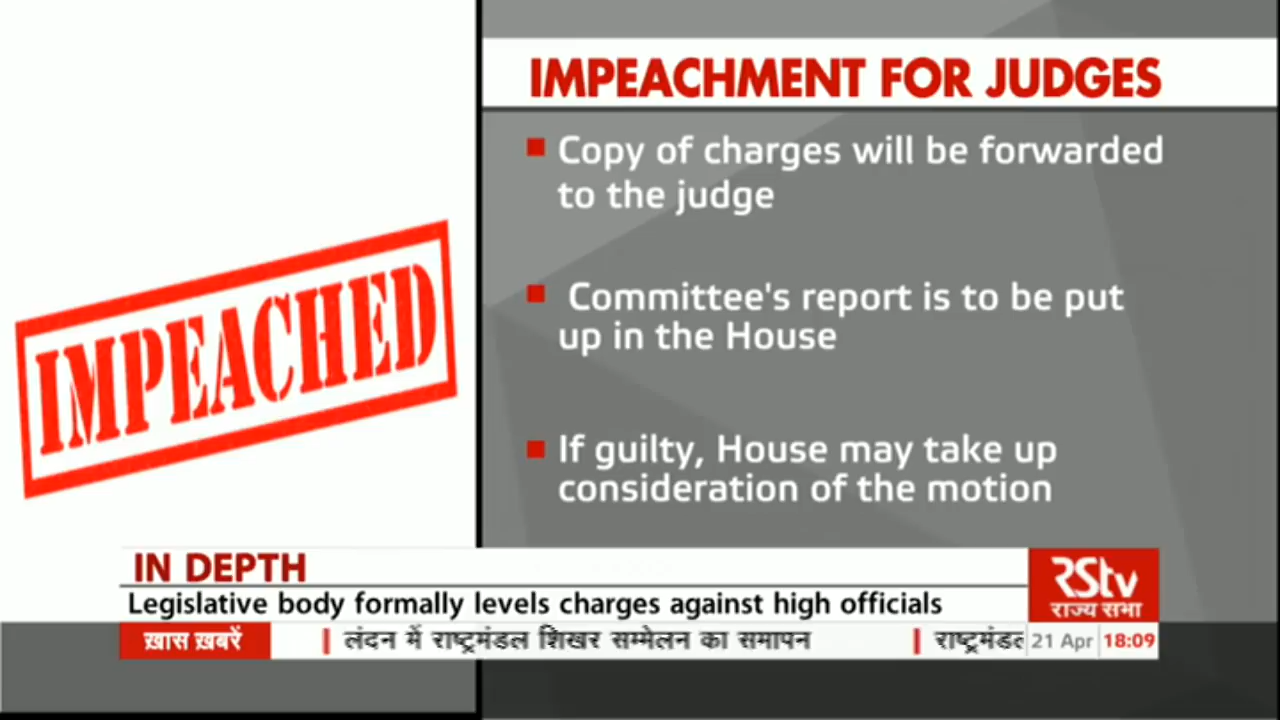 IMPEACHMENT FOR JUDGES
Copy of charges will be forwarded
to the judge
Committee's report is to be put
up in the House
If guilty, House may take up
consideration of the motion
IMPEACHED
IN DEPTH
Legislative body formally levels charges against high officials
RStv
राज्य सभा
ख़ास ख़बरें
लंदन में राष्ट्रमंडल शिखर सम्मेलन का समापन
राष्ट्रमंडल
21 Apr
18:09